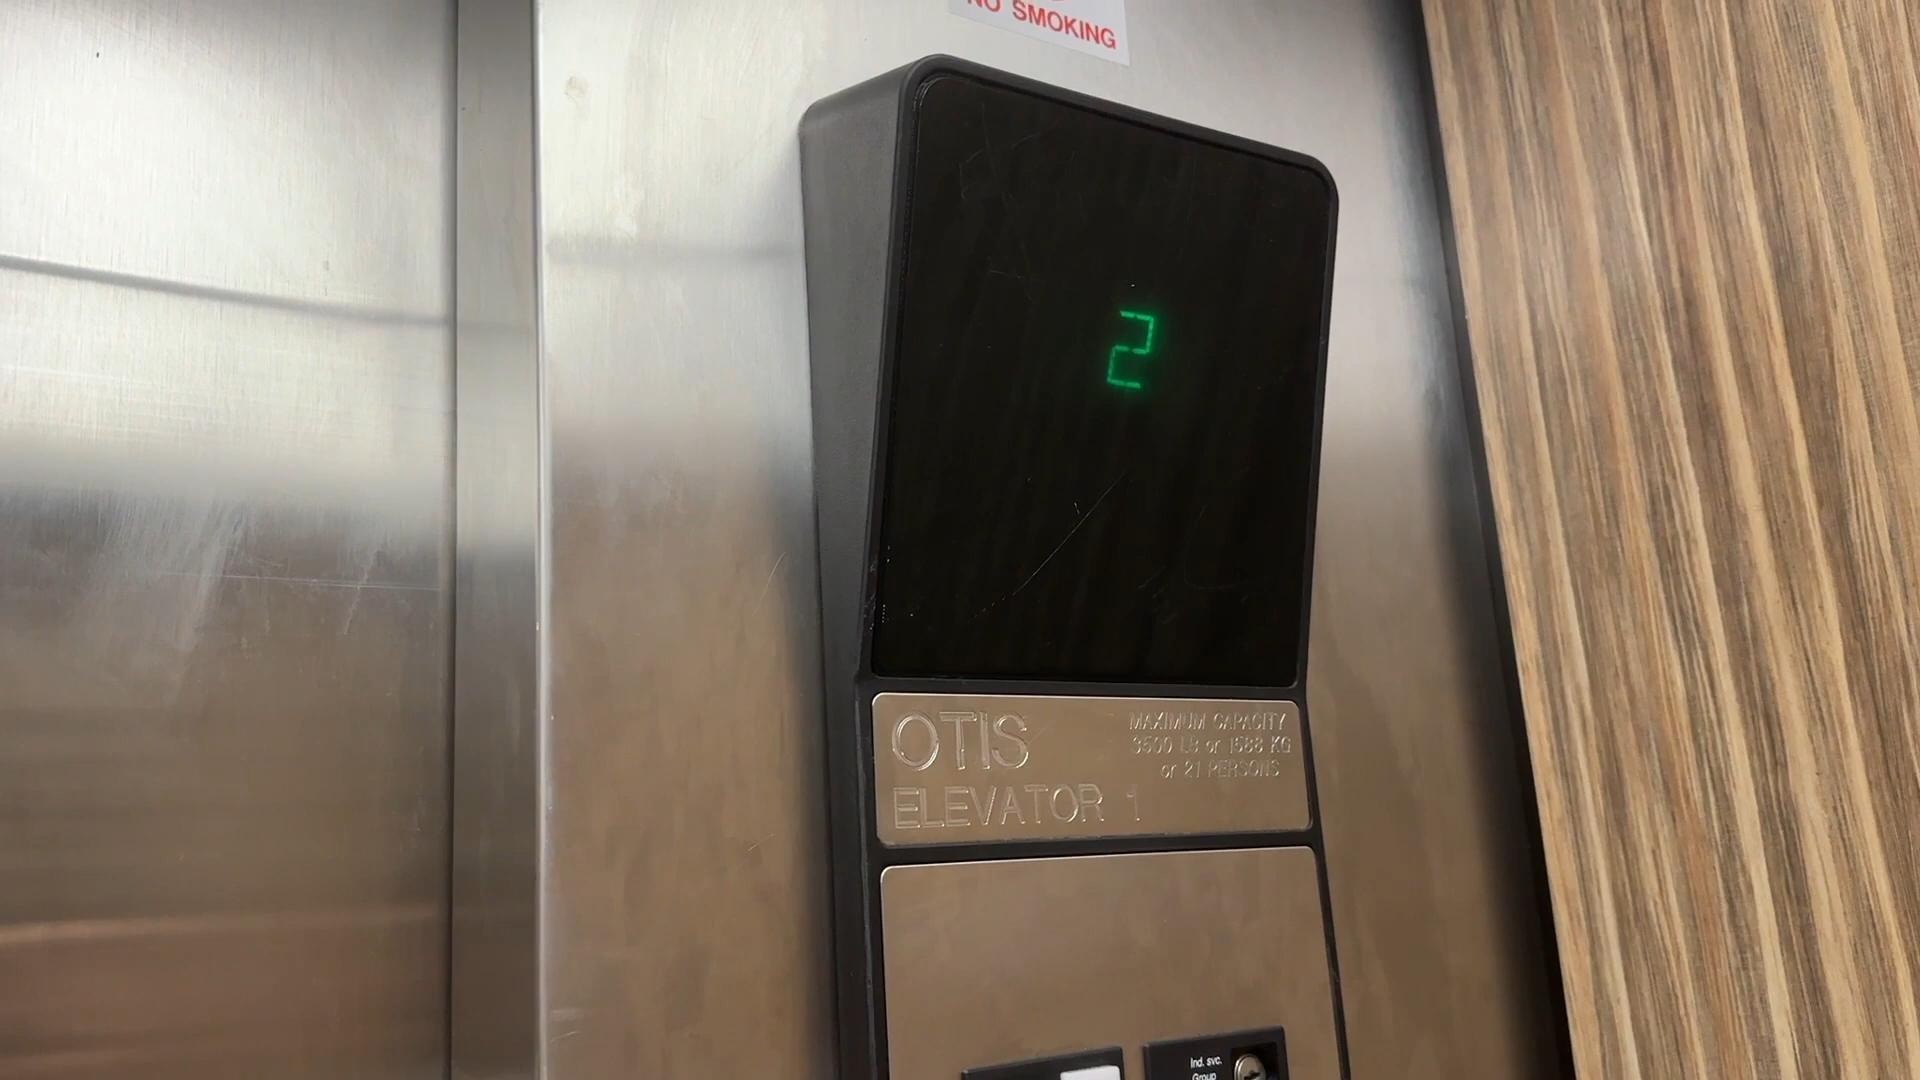 NO SMOKING
2
OTIS
ELEVATOR 1
MAXIMUM CAPACITY
3500 LB or 1588 KG
or 21 PERSONS
Ind. svc.
Group